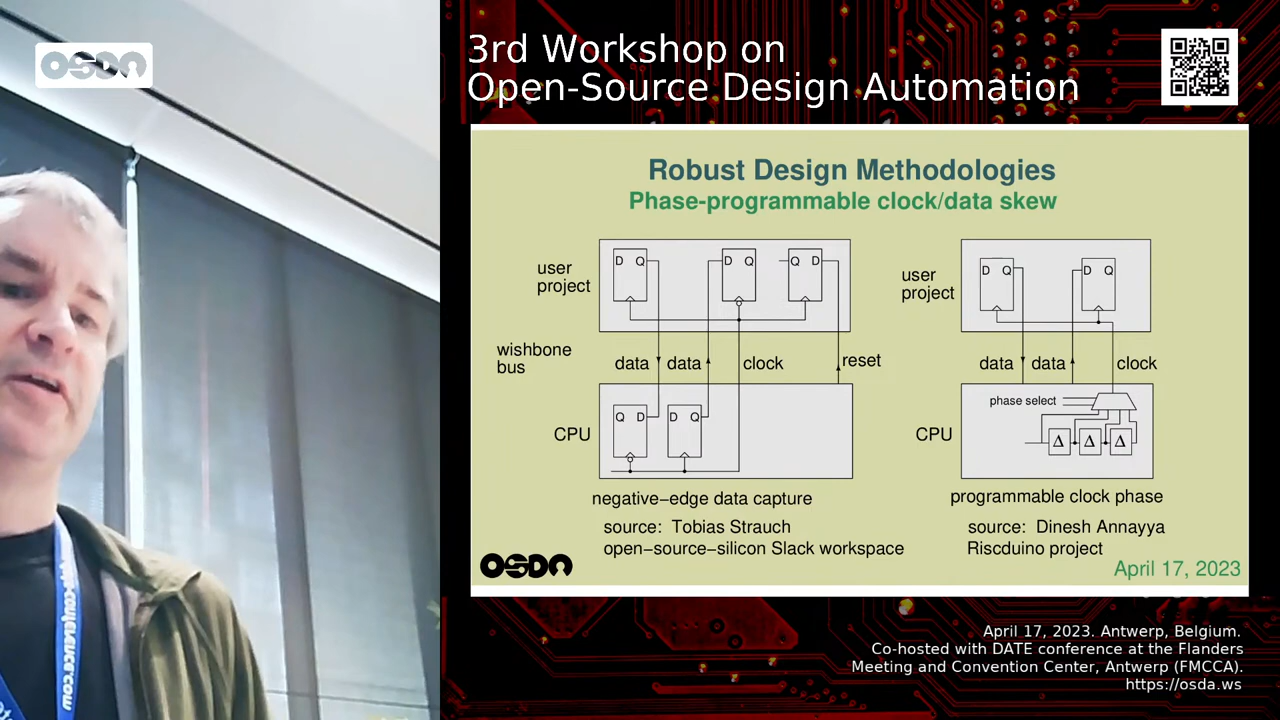 OSDA
3rd Workshop on
Open-Source Design Automation
Robust Design Methodologies
Phase-programmable clock/data skew
user
project
D Q
D Q
Q D
wishbone
bus
data
data
clock
reset
CPU
Q D
D Q
negative−edge data capture
source: Tobias Strauch
open−source−silicon Slack workspace
user
project
D Q
D Q
data
data
clock
phase select
CPU
Δ
Δ
Δ
programmable clock phase
source: Dinesh Annayya
Riscduino project
OSDA
April 17, 2023
April 17, 2023. Antwerp, Belgium.
Co-hosted with DATE conference at the Flanders
Meeting and Convention Center, Antwerp (FMCCA).
https://osda.ws